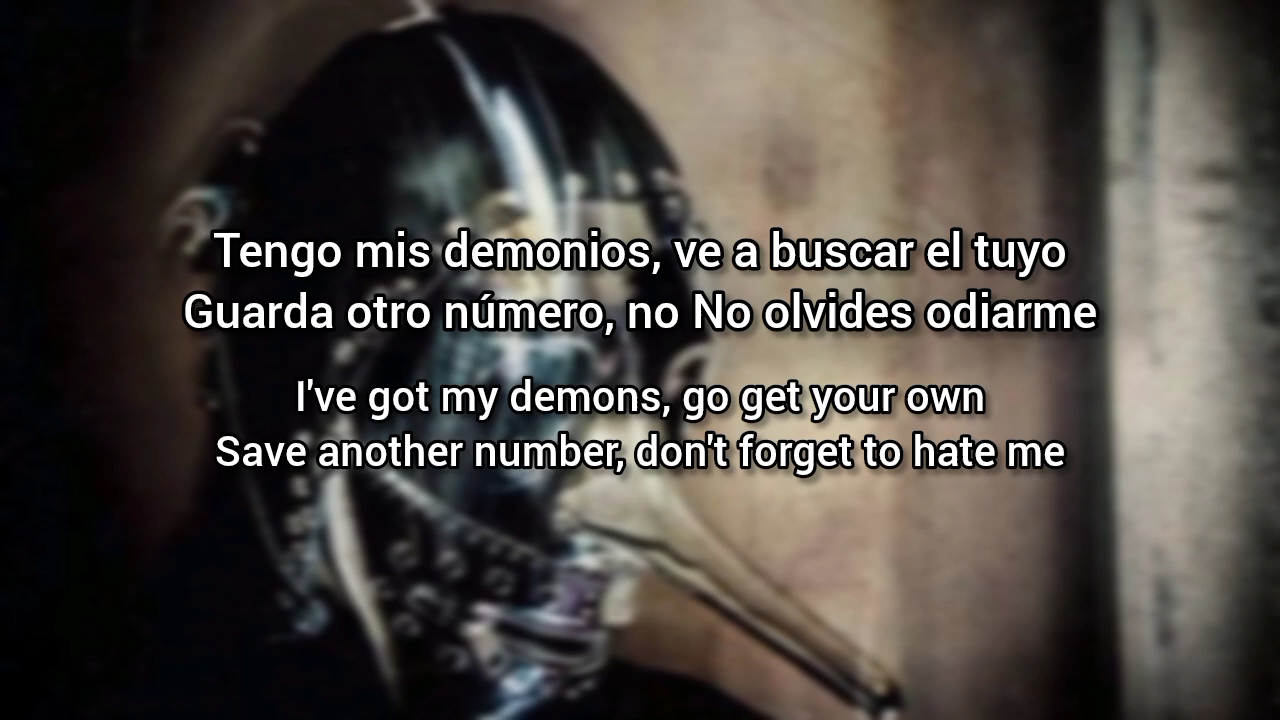 Tengo mis demonios, ve a buscar el tuyo
Guarda otro número, no No olvides odiarme
I've got my demons, go get your own
Save another number, don't forget to hate me